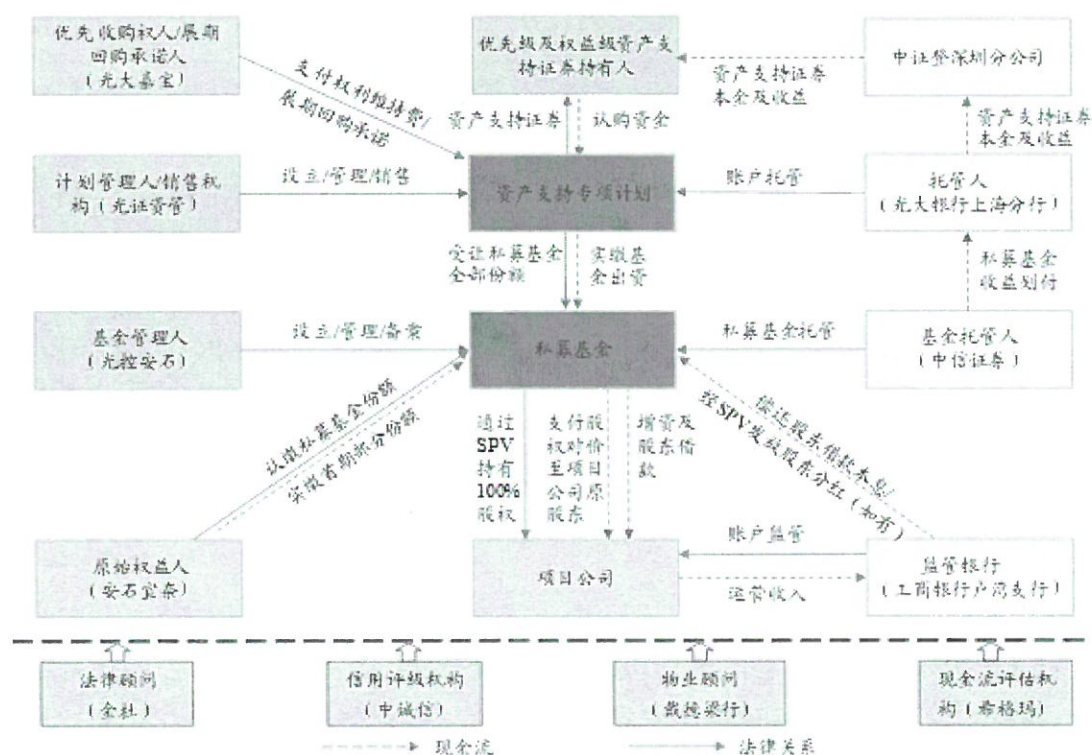 优先收购权人/展期
回购承诺人
(光大嘉宝)
优先级及权益级资产支
持证券持有人
中证登深圳分公司
支付权利维持费/
展期回购承诺
资产支持证券
认购资金
资产支持证券
本金及收益
资产支持证券
本金及收益
计划管理人/销售机
构(光证资管)
设立/管理/销售
资产支持专项计划
账户托管
托管人
(光大银行上海分行)
受让私募基金
全部份额
实缴基
金出资
私募基金
收益划付
基金管理人
(光控安石)
设立/管理/备案
私募基金
私募基金托管
基金托管人
(中信证券)
认缴私募基金份额
实缴首期部分份额
通过
SPV
持有
100%
股权
支付股
权对价
至项目
公司原
股东
增资及
股东借
款
偿还股东借款本息/
经SPV发放股东分红(如有)
原始权益人
(安石宜奈)
项目公司
账户监管
运营收入
监管银行
(工商银行卢湾支行)
法律顾问
(金杜)
信用评级机构
(中诚信)
物业顾问
(戴德梁行)
现金流评估机
构(希格玛)
现金流
法律关系